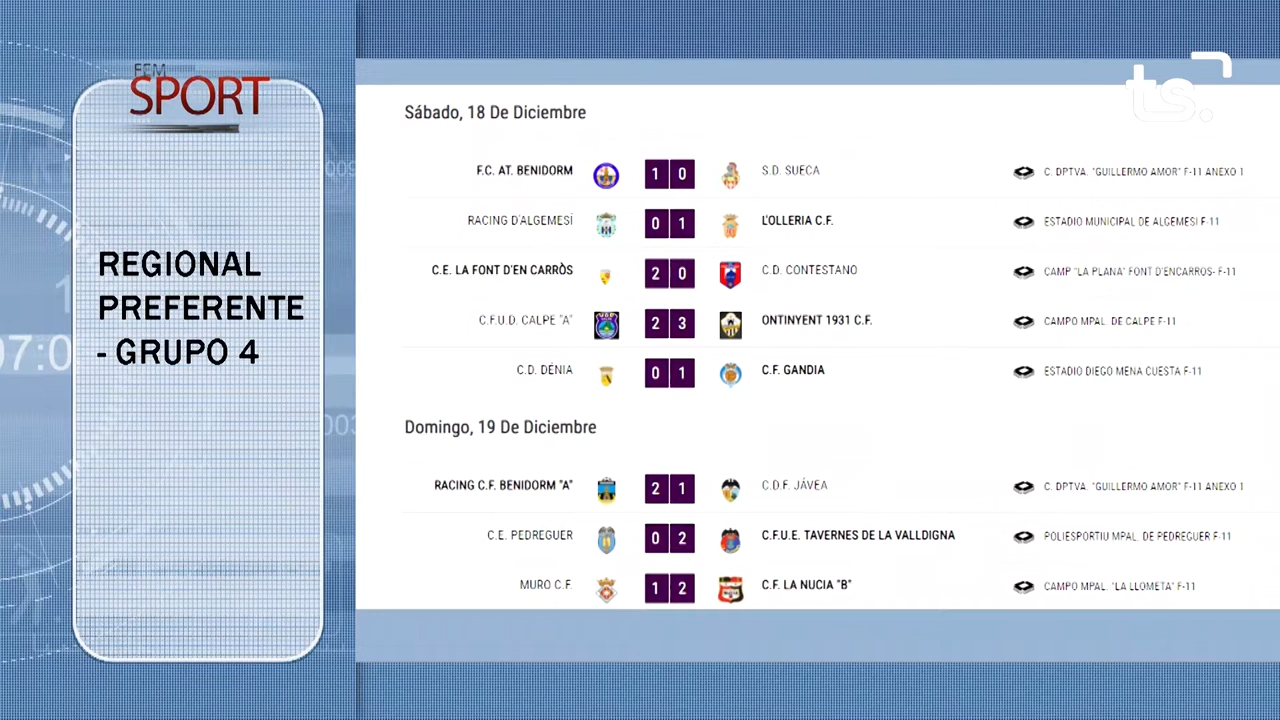 FEM
SPORT
REGIONAL
PREFERENTE
- GRUPO 4
ts.
Sábado, 18 De Diciembre
F.C. AT. BENIDORM 1 0 S.D. SUECA C. DPTVA. "GUILLERMO AMOR" F-11 ANEXO 1
RACING D'ALGEMESÍ 0 1 L'OLLERIA C.F. ESTADIO MUNICIPAL DE ALGEMESI F-11
C.E. LA FONT D'EN CARRÒS 2 0 C.D. CONTESTANO CAMP "LA PLANA" FONT D'ENCARROS- F-11
C.F.U.D. CALPE "A" 2 3 ONTINYENT 1931 C.F. CAMPO MPAL. DE CALPE F-11
C.D. DÉNIA 0 1 C.F. GANDIA ESTADIO DIEGO MENA CUESTA F-11
Domingo, 19 De Diciembre
RACING C.F. BENIDORM "A" 2 1 C.D.F. JÁVEA C. DPTVA. "GUILLERMO AMOR" F-11 ANEXO 1
C.E. PEDREGUER 0 2 C.F.U.E. TAVERNES DE LA VALLDIGNA POLIESPORTIU MPAL. DE PEDREGUER F-11
MURO C.F. 1 2 C.F. LA NUCIA "B" CAMPO MPAL. "LA LLOMETA" F-11